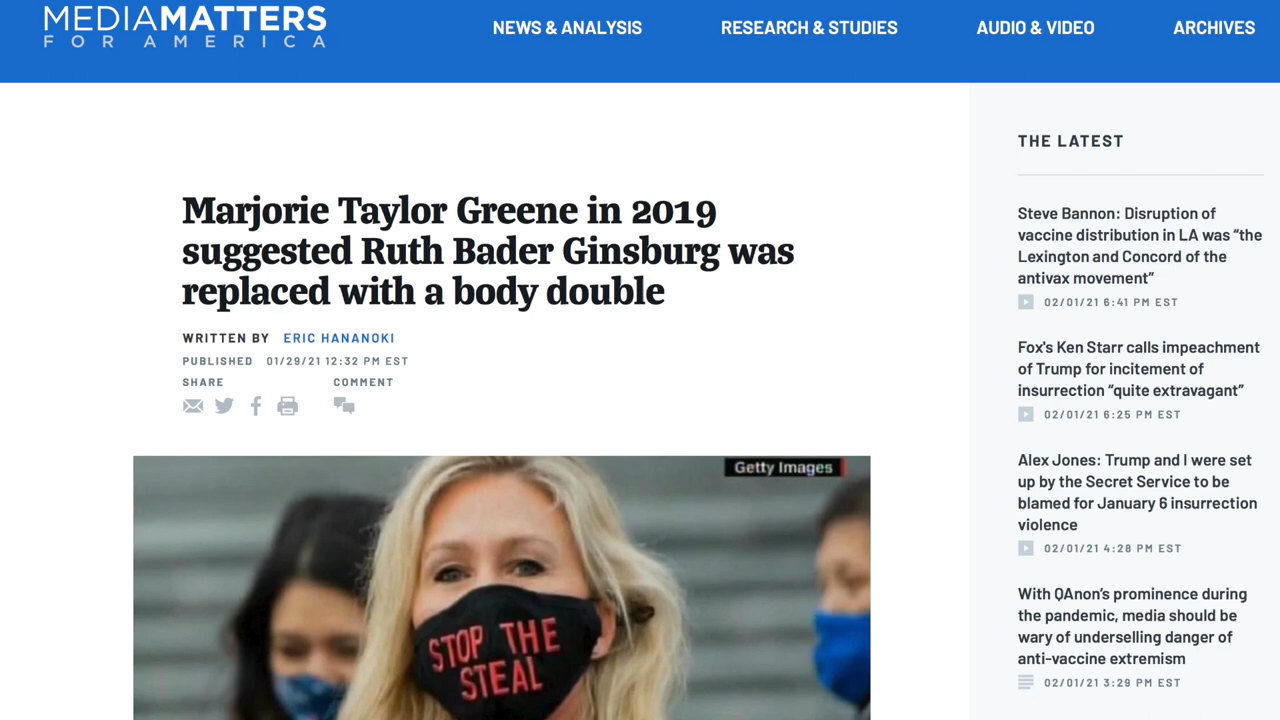 MEDIAMATTERS
FOR AMERICA
NEWS & ANALYSIS
RESEARCH & STUDIES
AUDIO & VIDEO
ARCHIVES
Marjorie Taylor Greene in 2019
suggested Ruth Bader Ginsburg was
replaced with a body double
WRITTEN BY ERIC HANANOKI
PUBLISHED 01/29/21 12:32 PM EST
SHARE
COMMENT
Getty Images
STOP THE
STEAL
THE LATEST
Steve Bannon: Disruption of
vaccine distribution in LA was “the
Lexington and Concord of the
antivax movement”
02/01/21 6:41 PM EST
Fox's Ken Starr calls impeachment
of Trump for incitement of
insurrection “quite extravagant”
02/01/21 6:25 PM EST
Alex Jones: Trump and I were set
up by the Secret Service to be
blamed for January 6 insurrection
violence
02/01/21 4:28 PM EST
With QAnon’s prominence during
the pandemic, media should be
wary of underselling danger of
anti-vaccine extremism
02/01/21 3:29 PM EST